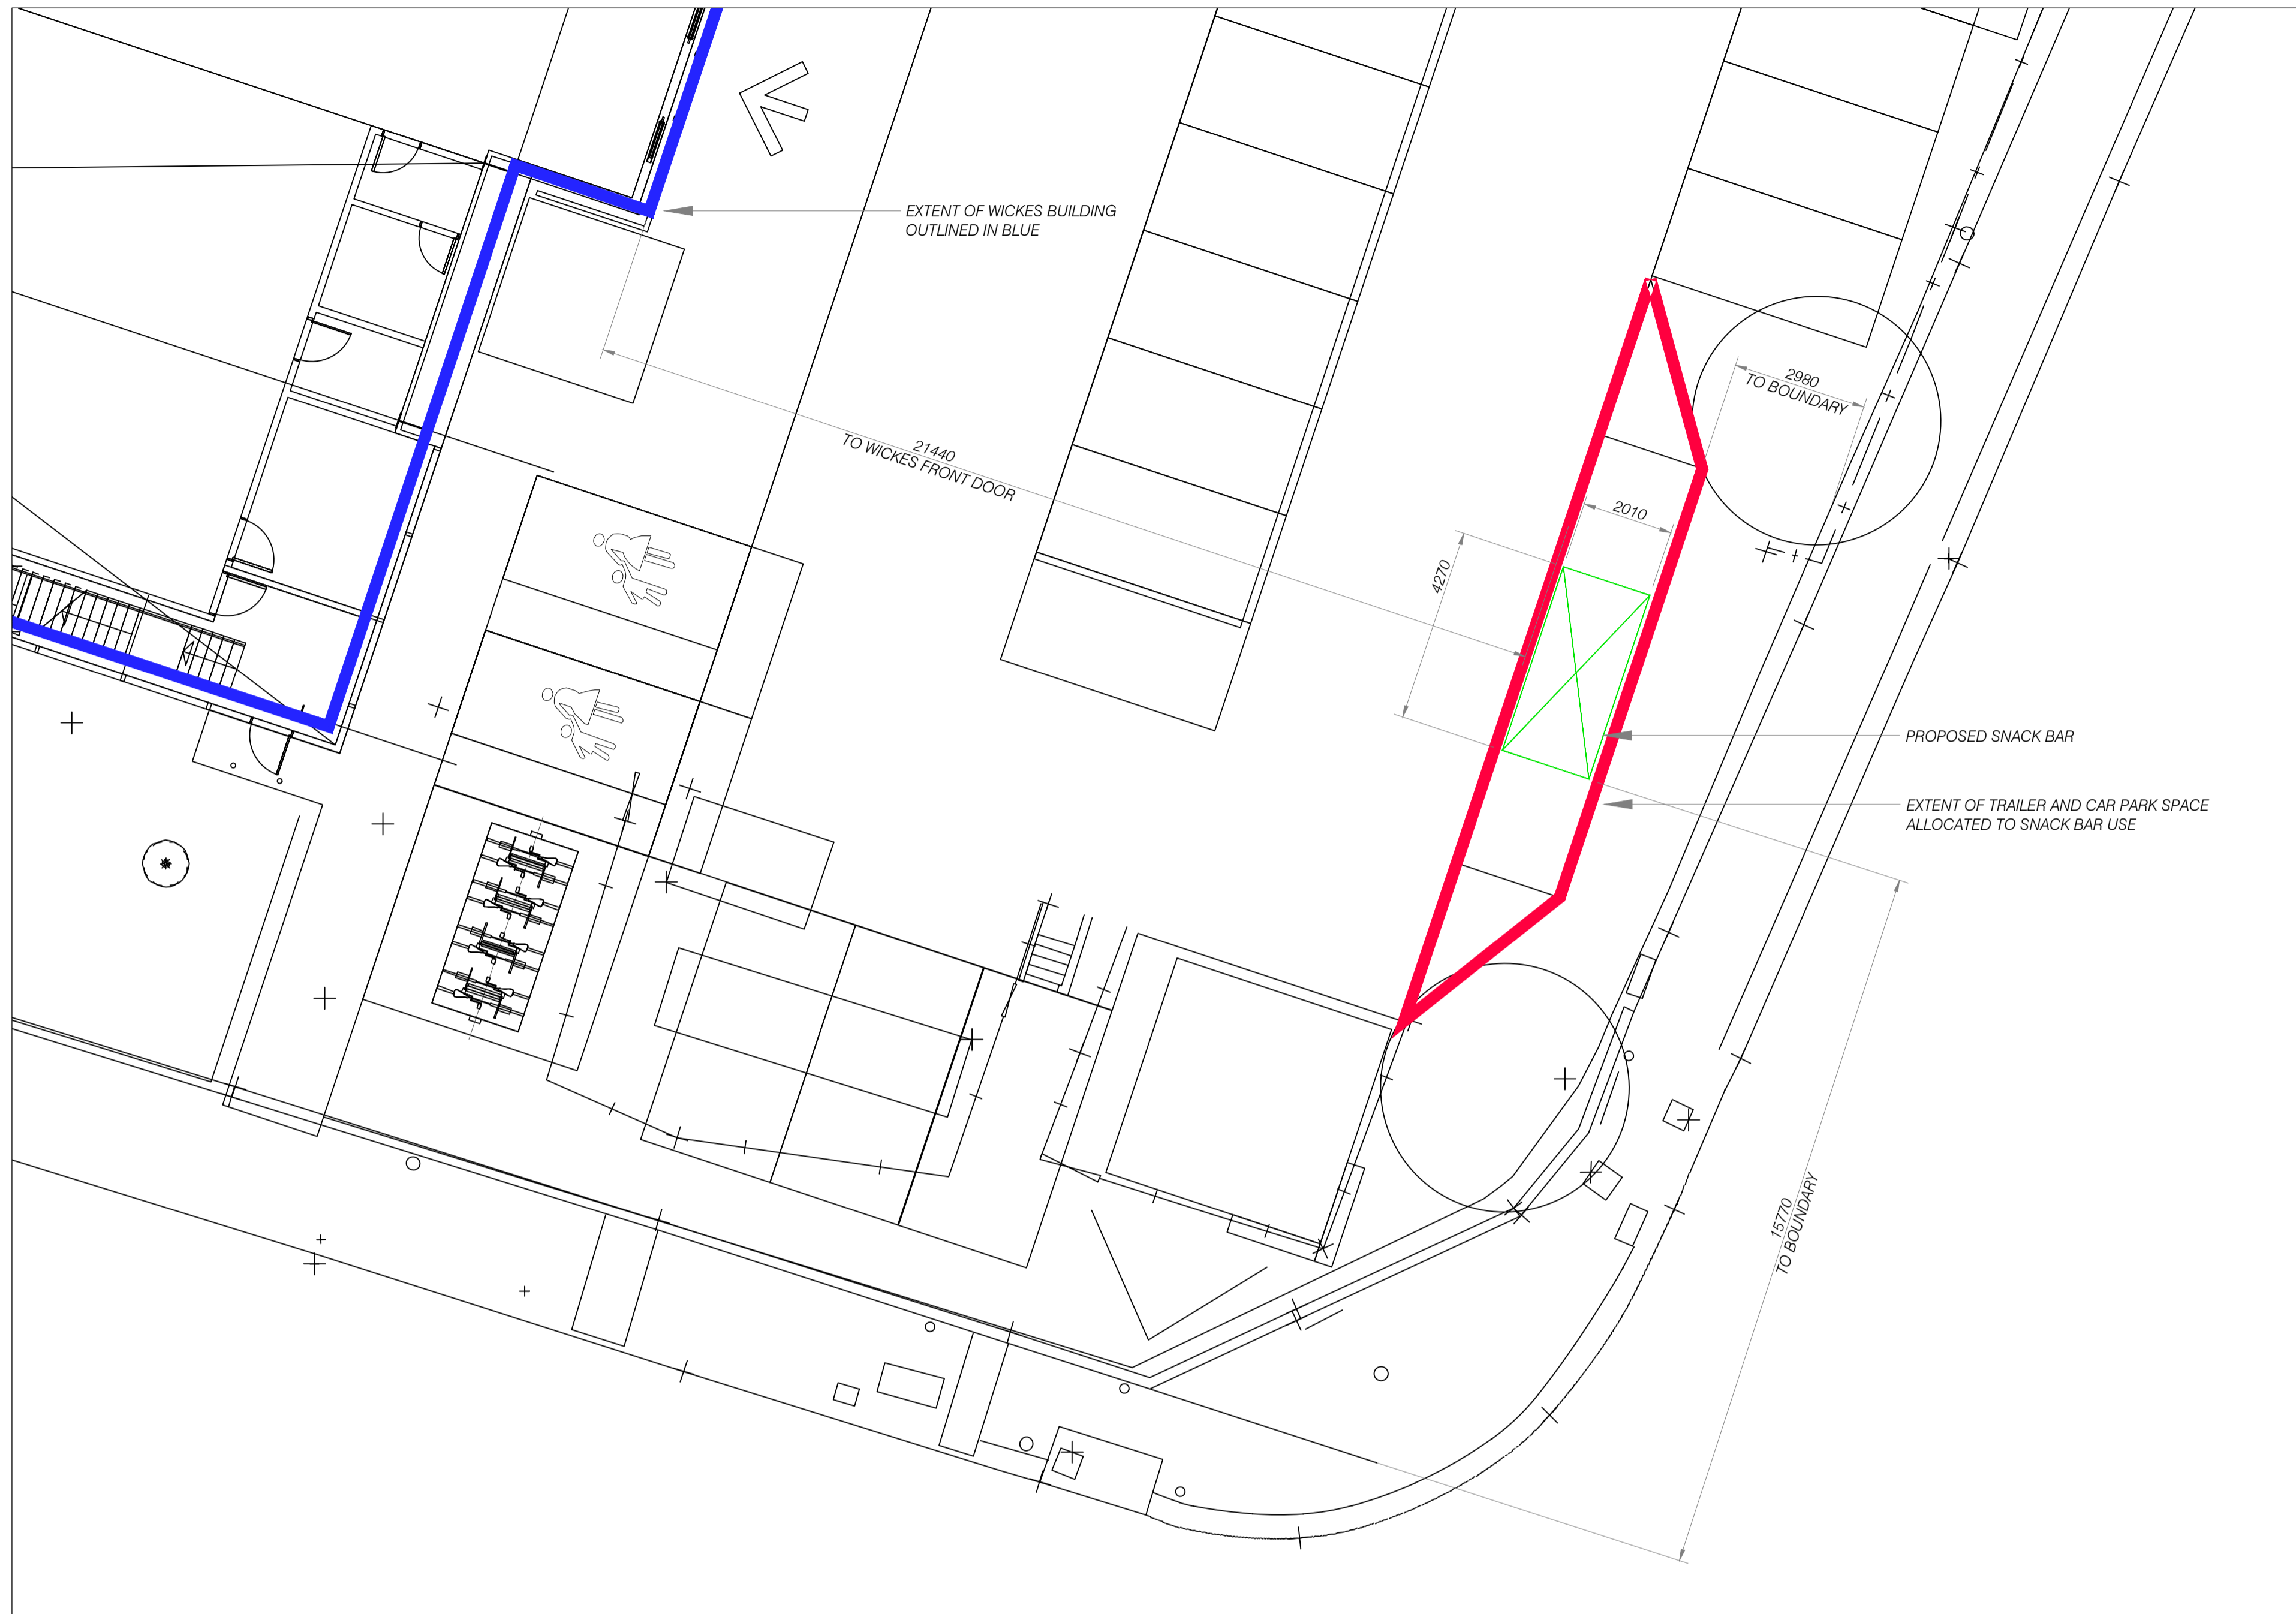 EXTENT OF WICKES BUILDING
OUTLINED IN BLUE
2980
TO BOUNDARY
21440
TO WICKES FRONT DOOR
2010
4270
PROPOSED SNACK BAR
EXTENT OF TRAILER AND CAR PARK SPACE
ALLOCATED TO SNACK BAR USE
15770
TO BOUNDARY